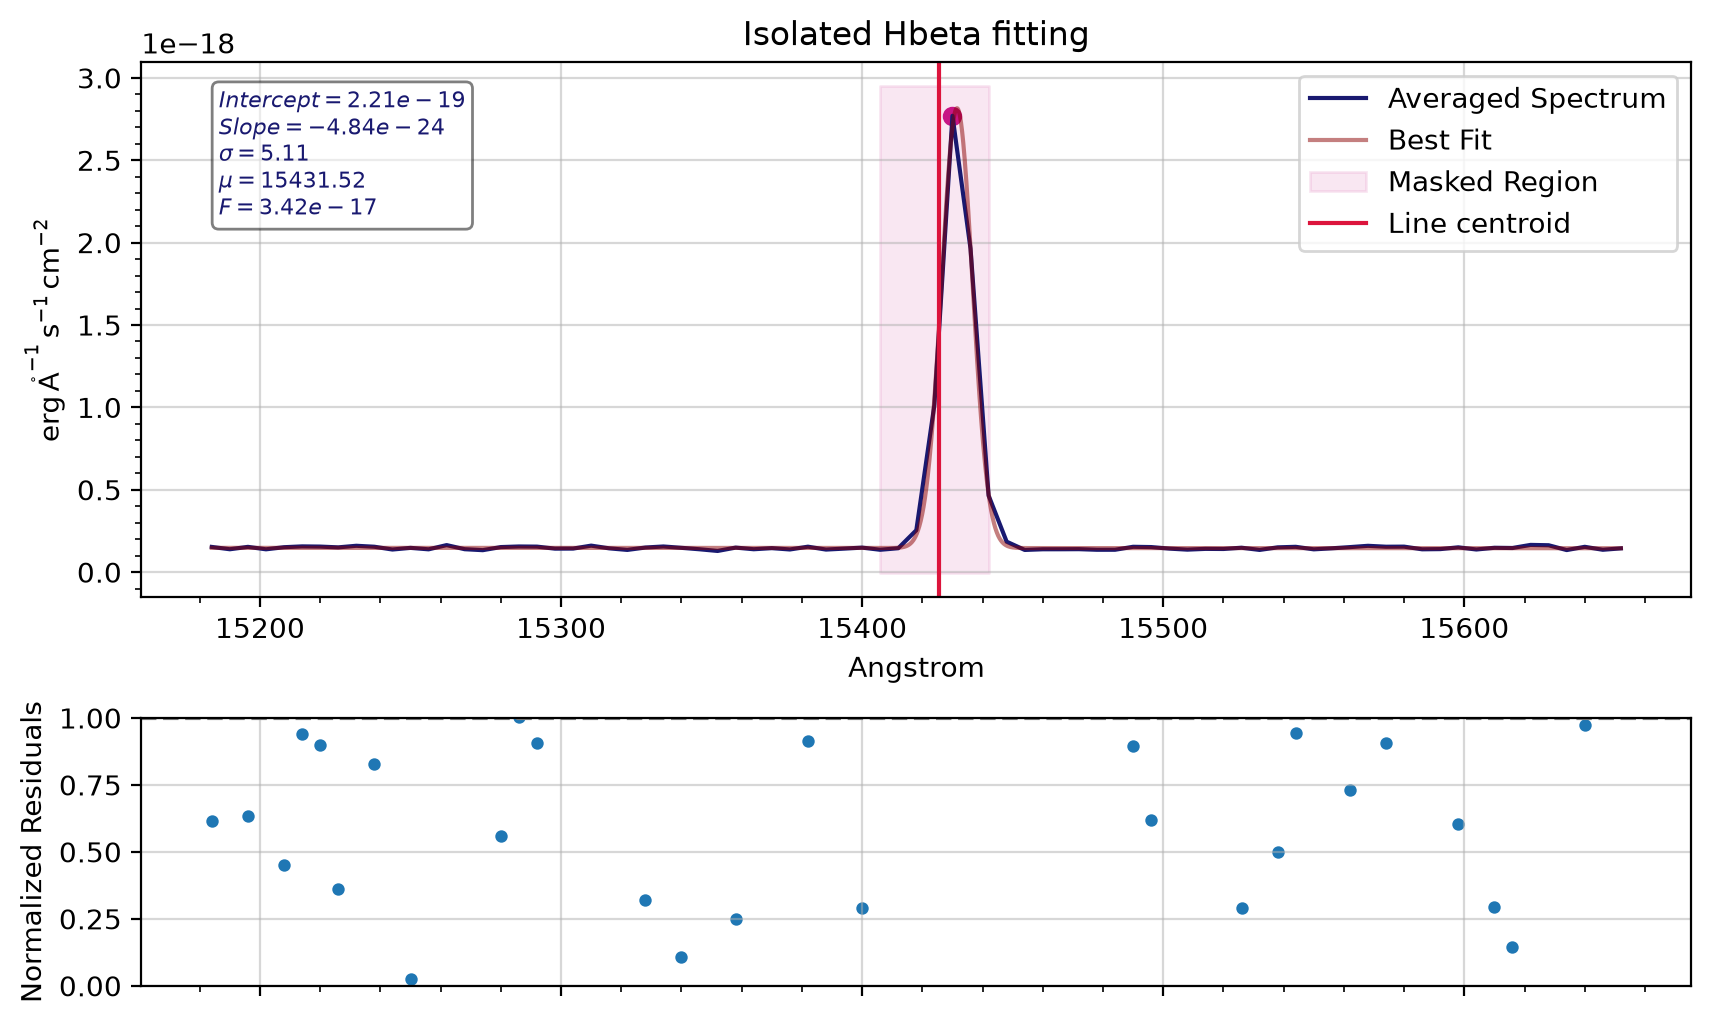 Isolated Hbeta fitting
1e−18
3.0
2.5
2.0
1.5
1.0
0.5
0.0
erg Å⁻¹ s⁻¹ cm⁻²
Intercept = 2.21e − 19
Slope = −4.84e − 24
σ = 5.11
μ = 15431.52
F = 3.42e − 17
Averaged Spectrum
Best Fit
Masked Region
Line centroid
15200 15300 15400 15500 15600
Angstrom
Normalized Residuals
1.00
0.75
0.50
0.25
0.00